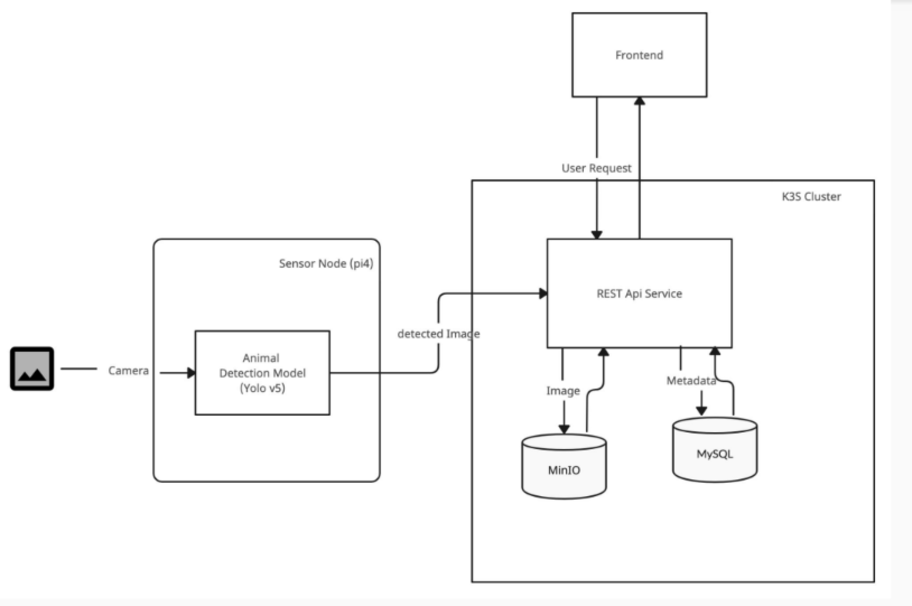 Frontend
User Request
K3S Cluster
Sensor Node (pi4)
REST Api Service
detected Image
Camera
Animal
Detection Model
(Yolo v5)
Image
Metadata
MinIO
MySQL